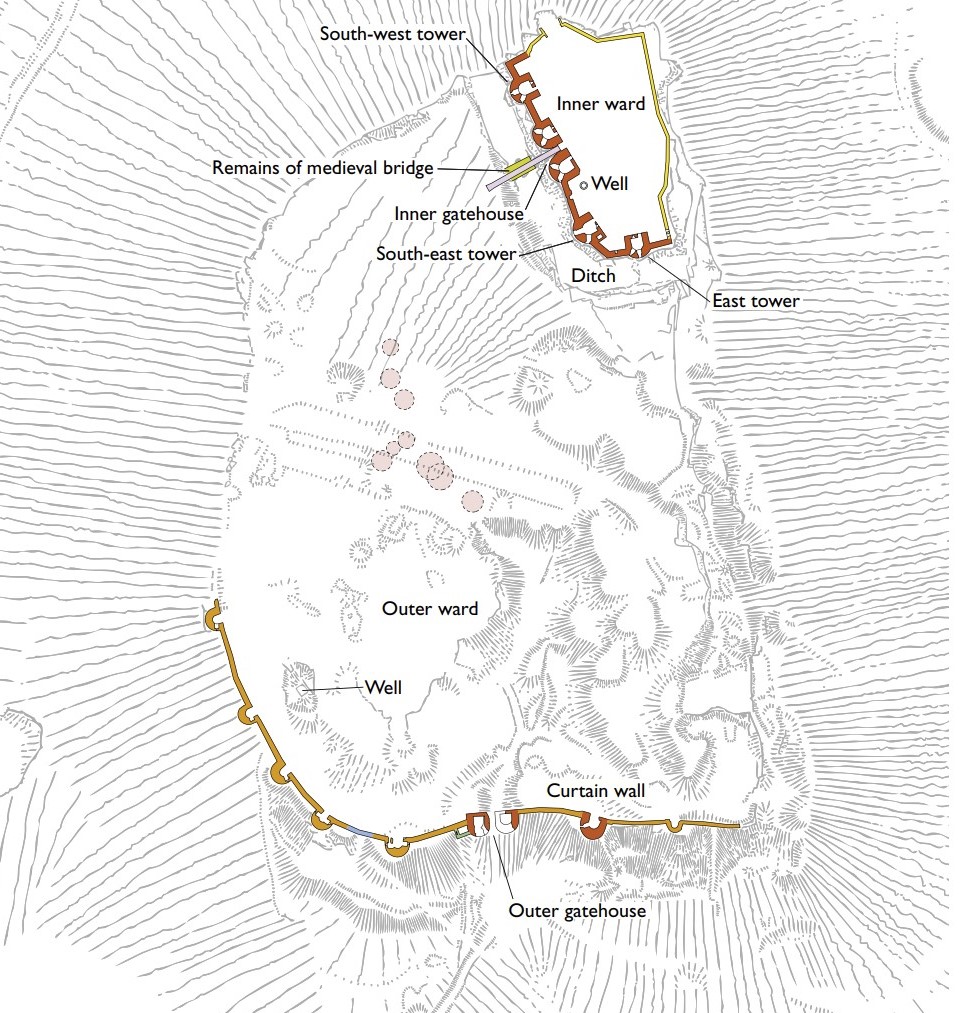 South-west tower
Inner ward
Remains of medieval bridge
Well
Inner gatehouse
South-east tower
Ditch
East tower
Outer ward
Well
Curtain wall
Outer gatehouse